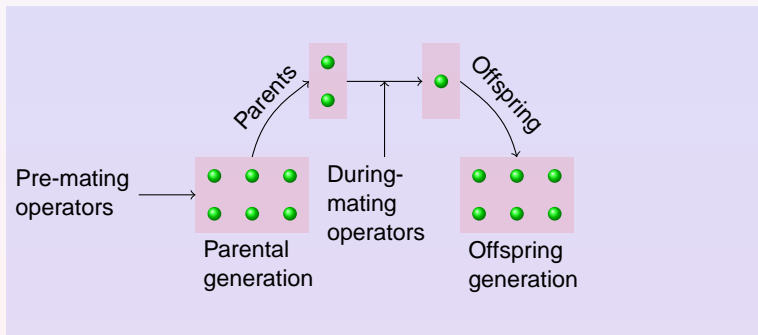 Parents
Offspring
Pre-mating
operators
During-
mating
operators
Parental
generation
Offspring
generation